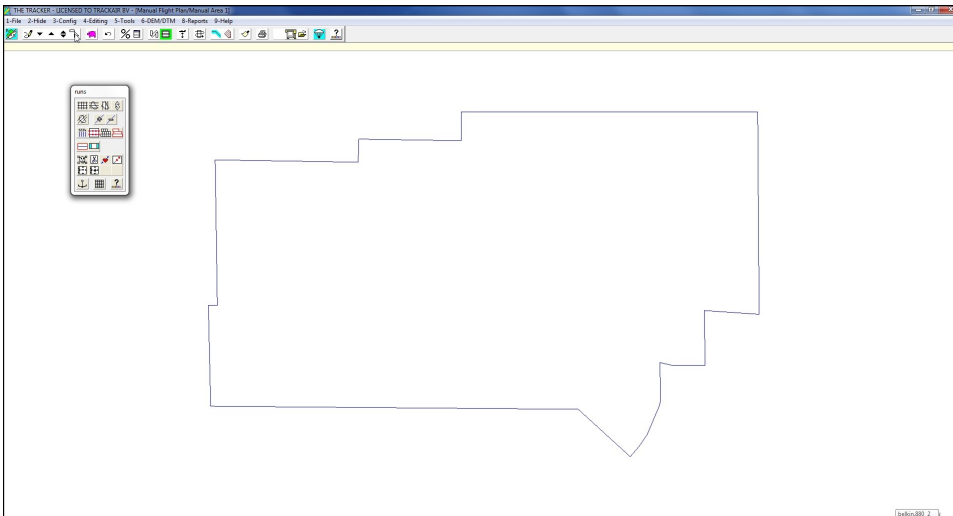 THE TRACKER - LICENSED TO TRACKAIR BV - [Manual Flight Plan/Manual Area 1]
1-File 2-Hide 3-Config 4-Editing 5-Tools 6-DEM/DTM 8-Reports 9-Help
runs
belkin.880_2